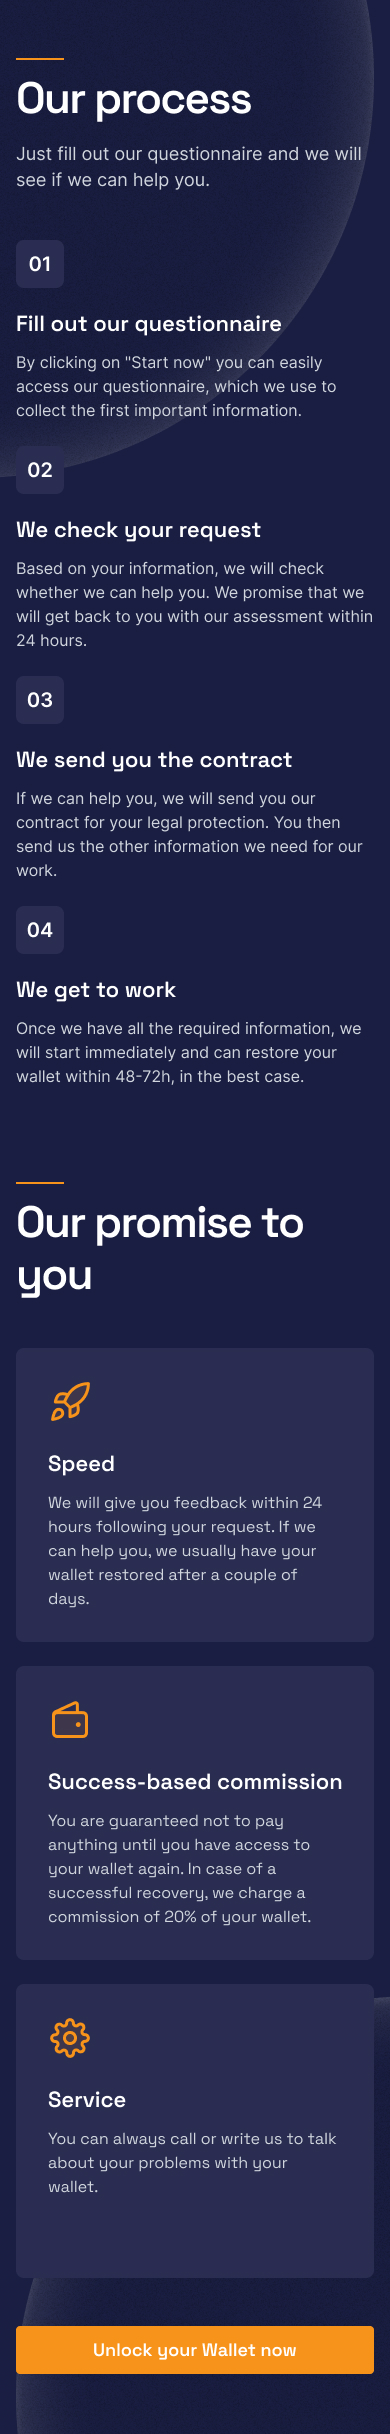 Our process
Just fill out our questionnaire and we will
see if we can help you.
01
Fill out our questionnaire
By clicking on "Start now" you can easily
access our questionnaire, which we use to
collect the first important information.
02
We check your request
Based on your information, we will check
whether we can help you. We promise that we
will get back to you with our assessment within
24 hours.
03
We send you the contract
If we can help you, we will send you our
contract for your legal protection. You then
send us the other information we need for our
work.
04
We get to work
Once we have all the required information, we
will start immediately and can restore your
wallet within 48-72h, in the best case.
Our promise to
you
Speed
We will give you feedback within 24
hours following your request. If we
can help you, we usually have your
wallet restored after a couple of
days.
Success-based commission
You are guaranteed not to pay
anything until you have access to
your wallet again. In case of a
successful recovery, we charge a
commission of 20% of your wallet.
Service
You can always call or write us to talk
about your problems with your
wallet.
Unlock your Wallet now